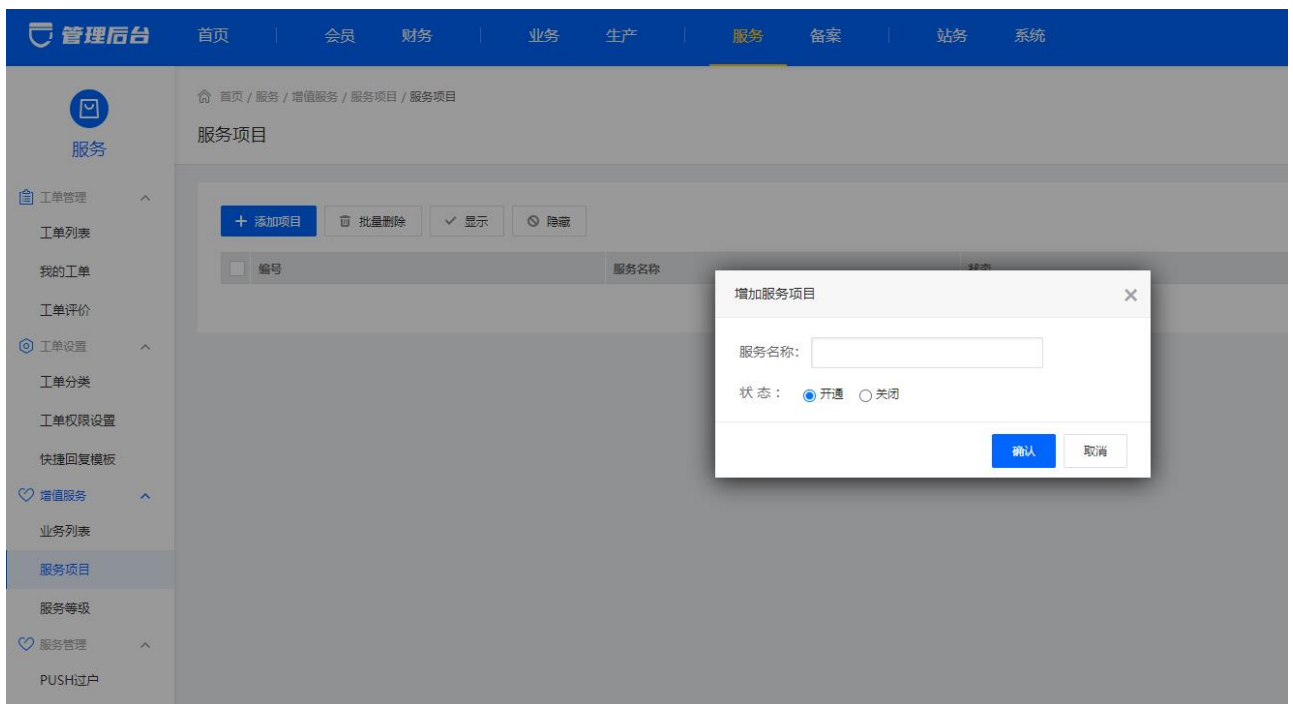 管理后台
首页 会员 财务 业务 生产 服务 备案 站务 系统
服务
工单管理
工单列表
我的工单
工单评价
工单设置
工单分类
工单权限设置
快捷回复模板
增值服务
业务列表
服务项目
服务等级
服务管理
PUSH过户
首页 / 服务 / 增值服务 / 服务项目 / 服务项目
服务项目
添加项目 批量删除 显示 隐藏
编号 服务名称 状态
增加服务项目
服务名称：
状 态 ： 开通 关闭
确认 取消